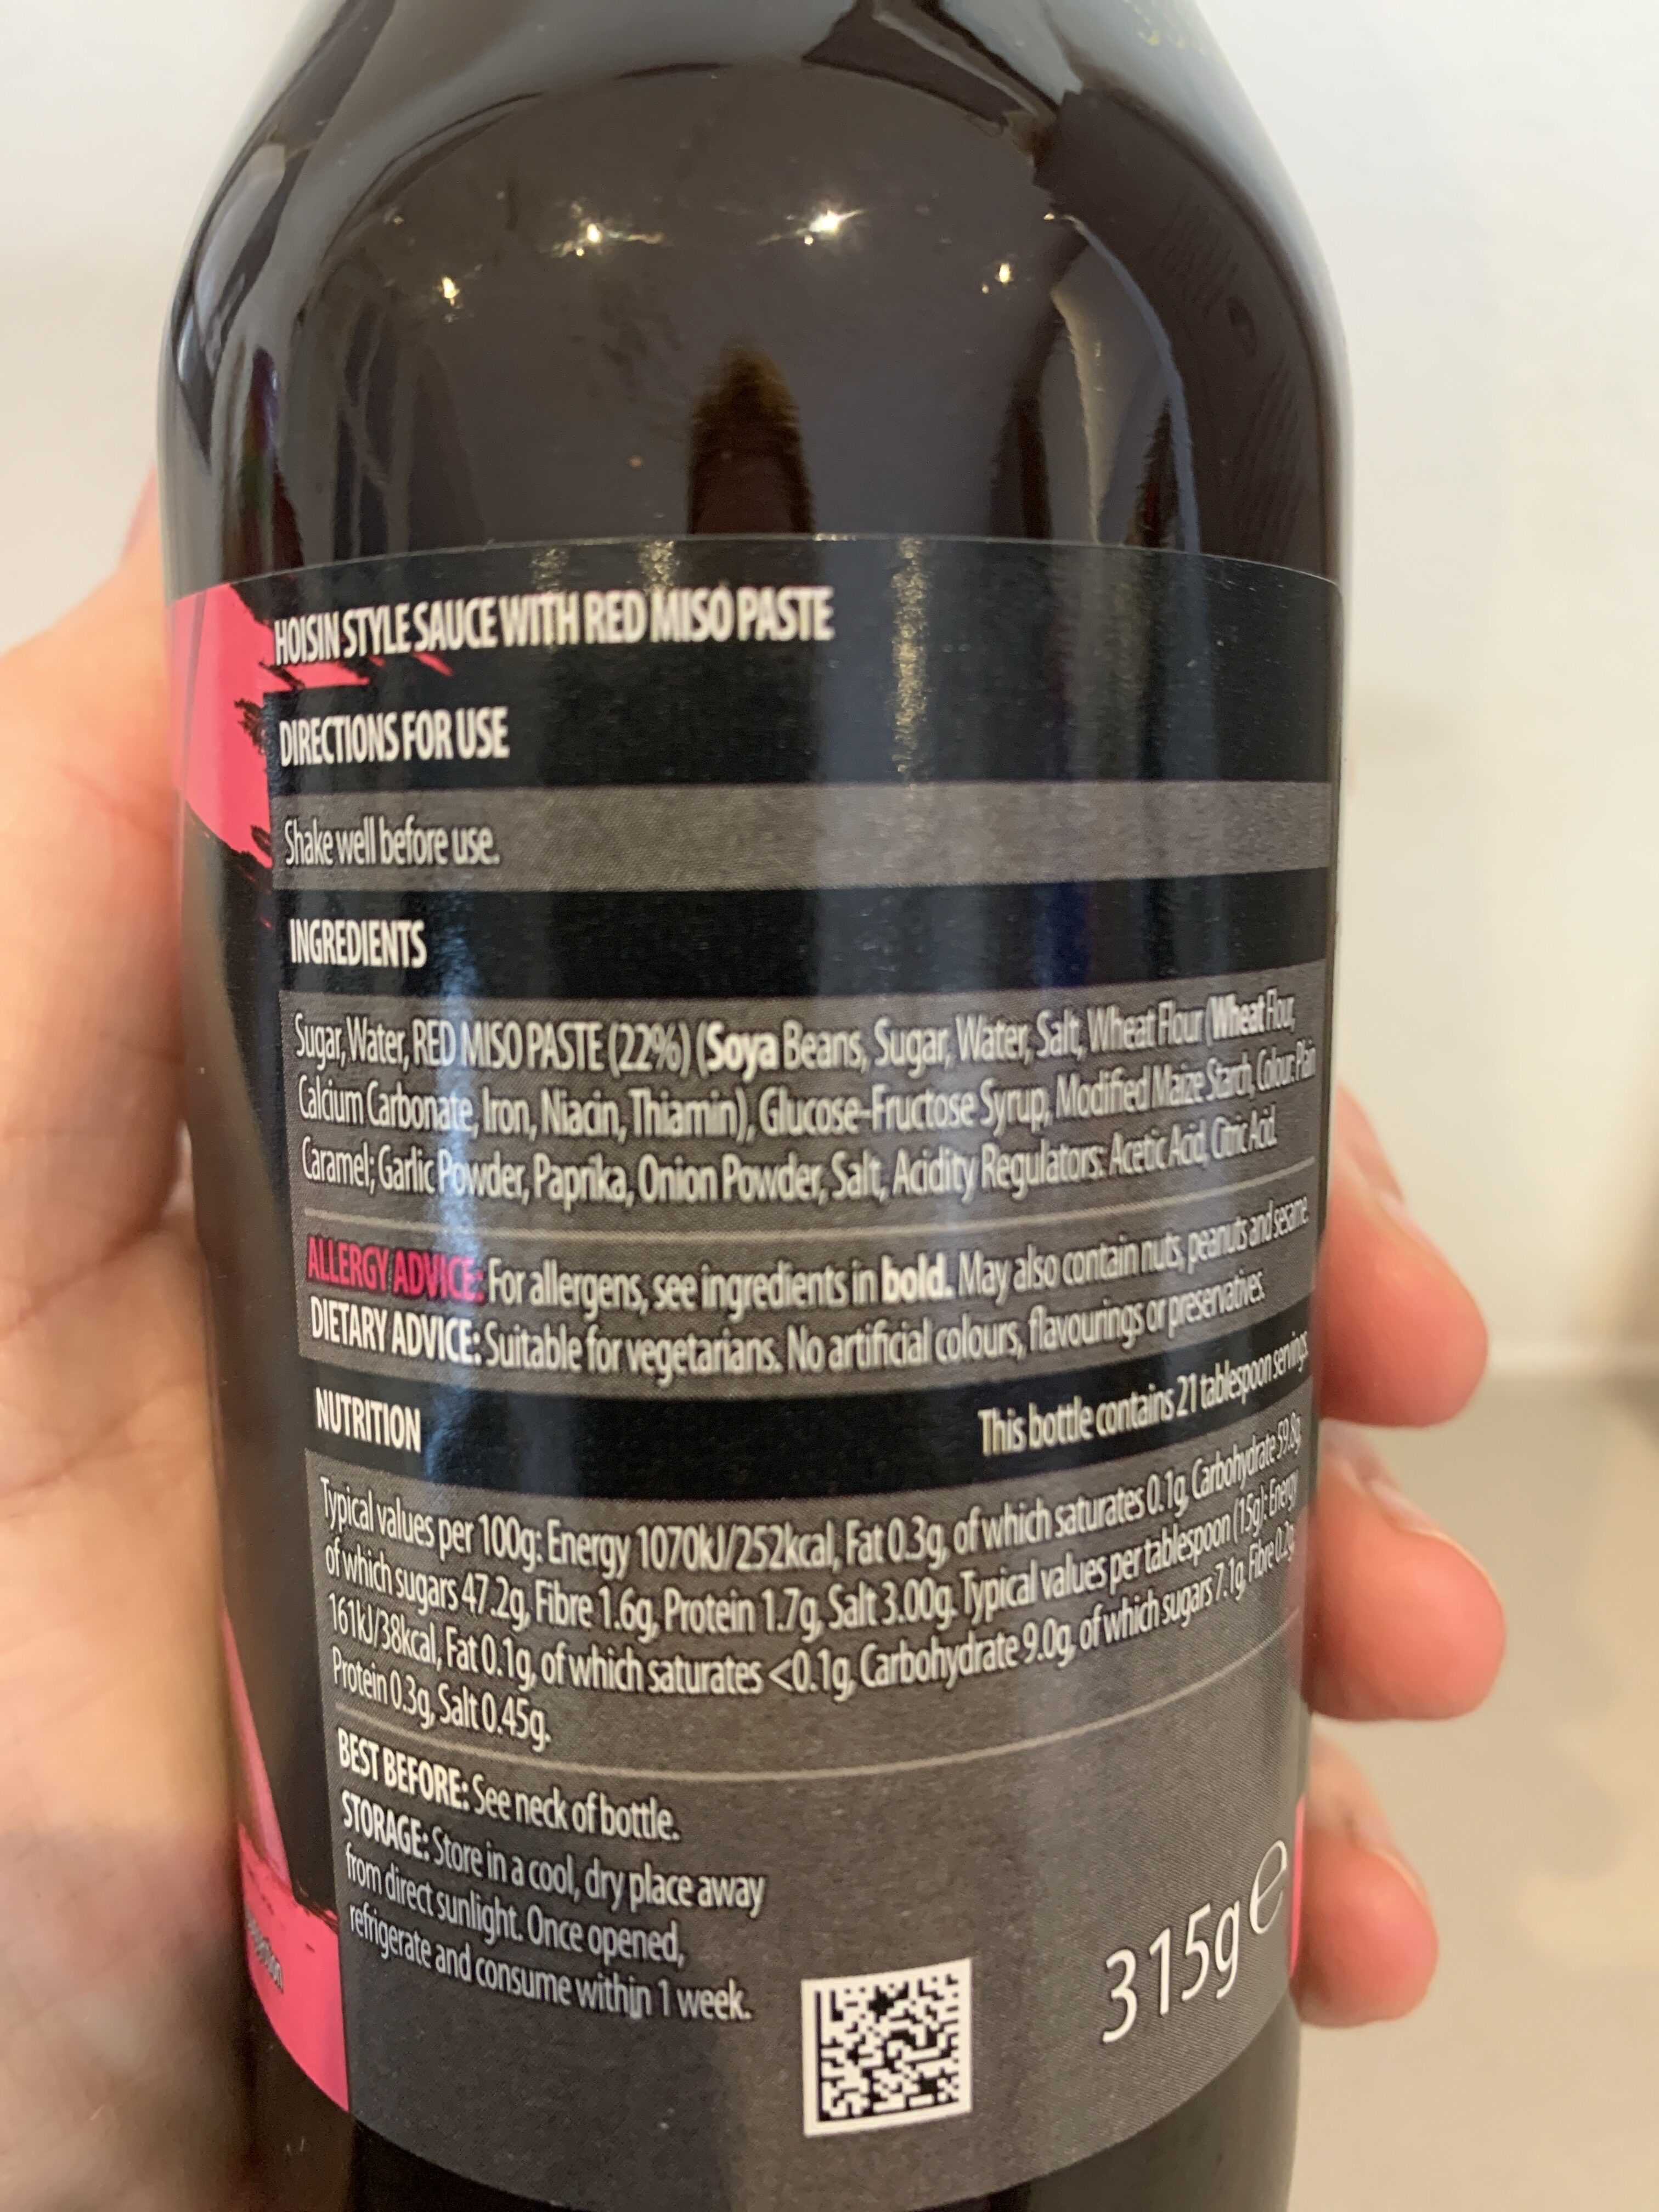 HOISIN STYLE SAUCE WITH RED MISO PASTE
DIRECTIONS FOR USE
Shake well before use.
INGREDIENTS
Sugar, Water, RED MISO PASTE (22%) (Soya Beans, Sugar, Water, Salt, Wheat Flour (Wheat Flour,
Calcium Carbonate, Iron, Niacin, Thiamin), Glucose-Fructose Syrup, Modified Maize Starch, Colour: Plain
Caramel; Garlic Powder, Paprika, Onion Powder, Salt, Acidity Regulators: Acetic Acid, Citric Acid.
ALLERGY ADVICE: For allergens, see ingredients in bold. May also contain nuts, peanuts and sesame.
DIETARY ADVICE: Suitable for vegetarians. No artificial colours, flavourings or preservatives.
NUTRITION This bottle contains 21 tablespoon servings.
Typical values per 100g: Energy 1070kJ/252kcal, Fat 0.3g, of which saturates 0.1g, Carbohydrate 59.8g,
of which sugars 47.2g, Fibre 1.6g, Protein 1.7g, Salt 3.00g. Typical values per tablespoon (15g): Energy
161kJ/38kcal, Fat 0.1g, of which saturates <0.1g, Carbohydrate 9.0g, of which sugars 7.1g, Fibre 0.2g,
Protein 0.3g, Salt 0.45g.
BEST BEFORE: See neck of bottle.
STORAGE: Store in a cool, dry place away
from direct sunlight. Once opened,
refrigerate and consume within 1 week.
315g e